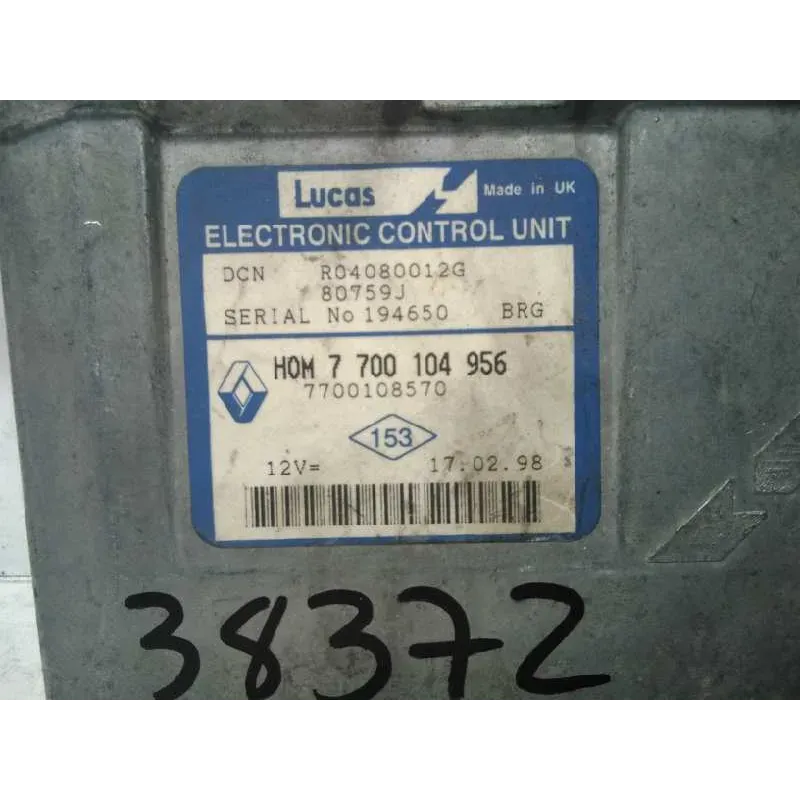 Lucas Made in UK
ELECTRONIC CONTROL UNIT
DCN R04080012G
80759J
SERIAL No 194650 BRG
HOM 7 700 104 956
7700108570
153
12V= 17.02.98 s
38372